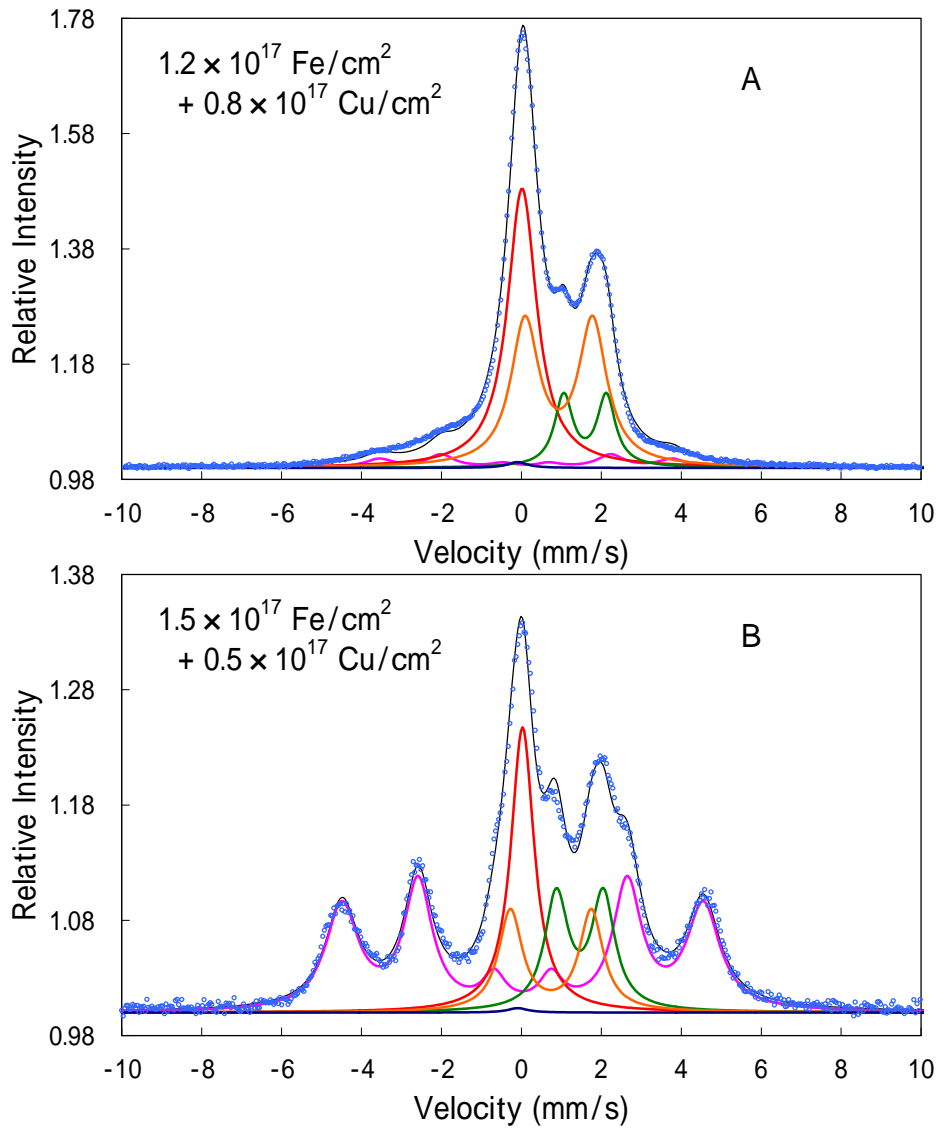 1.78
1.2 × 10¹⁷ Fe/cm²
+ 0.8 × 10¹⁷ Cu/cm²
A
1.58
1.38
1.18
0.98
Relative Intensity
-10 -8 -6 -4 -2 0 2 4 6 8 10
Velocity (mm/s)
1.38
1.5 × 10¹⁷ Fe/cm²
+ 0.5 × 10¹⁷ Cu/cm²
B
1.28
1.18
1.08
0.98
Relative Intensity
-10 -8 -6 -4 -2 0 2 4 6 8 10
Velocity (mm/s)